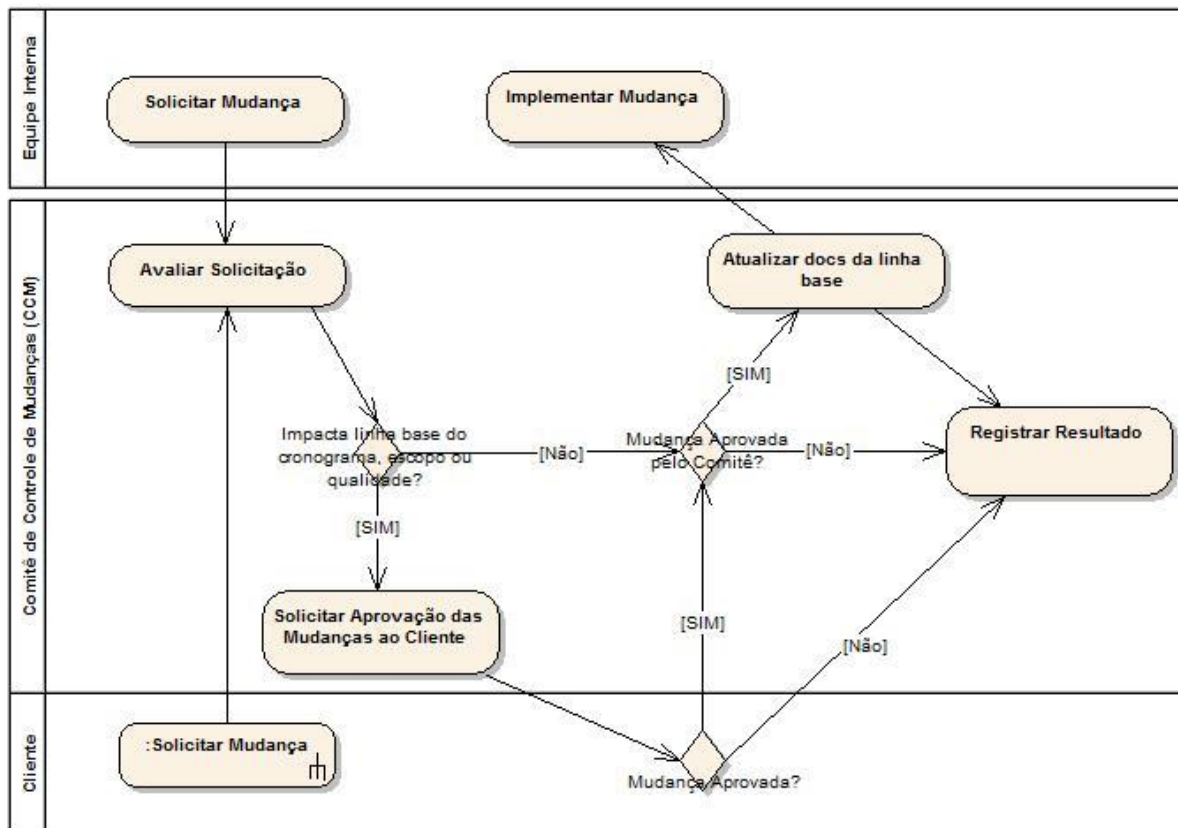 Equipe Interna
Solicitar Mudança
Implementar Mudança
Comitê de Controle de Mudanças (CCM)
Avaliar Solicitação
Atualizar docs da linha
base
[SIM]
Impacta linha base do
cronograma, escopo ou
qualidade?
[Não]
Mudança Aprovada
pelo Comitê?
[Não]
Registrar Resultado
[SIM]
Solicitar Aprovação das
Mudanças ao Cliente
[SIM]
[Não]
Cliente
:Solicitar Mudança
Mudança Aprovada?